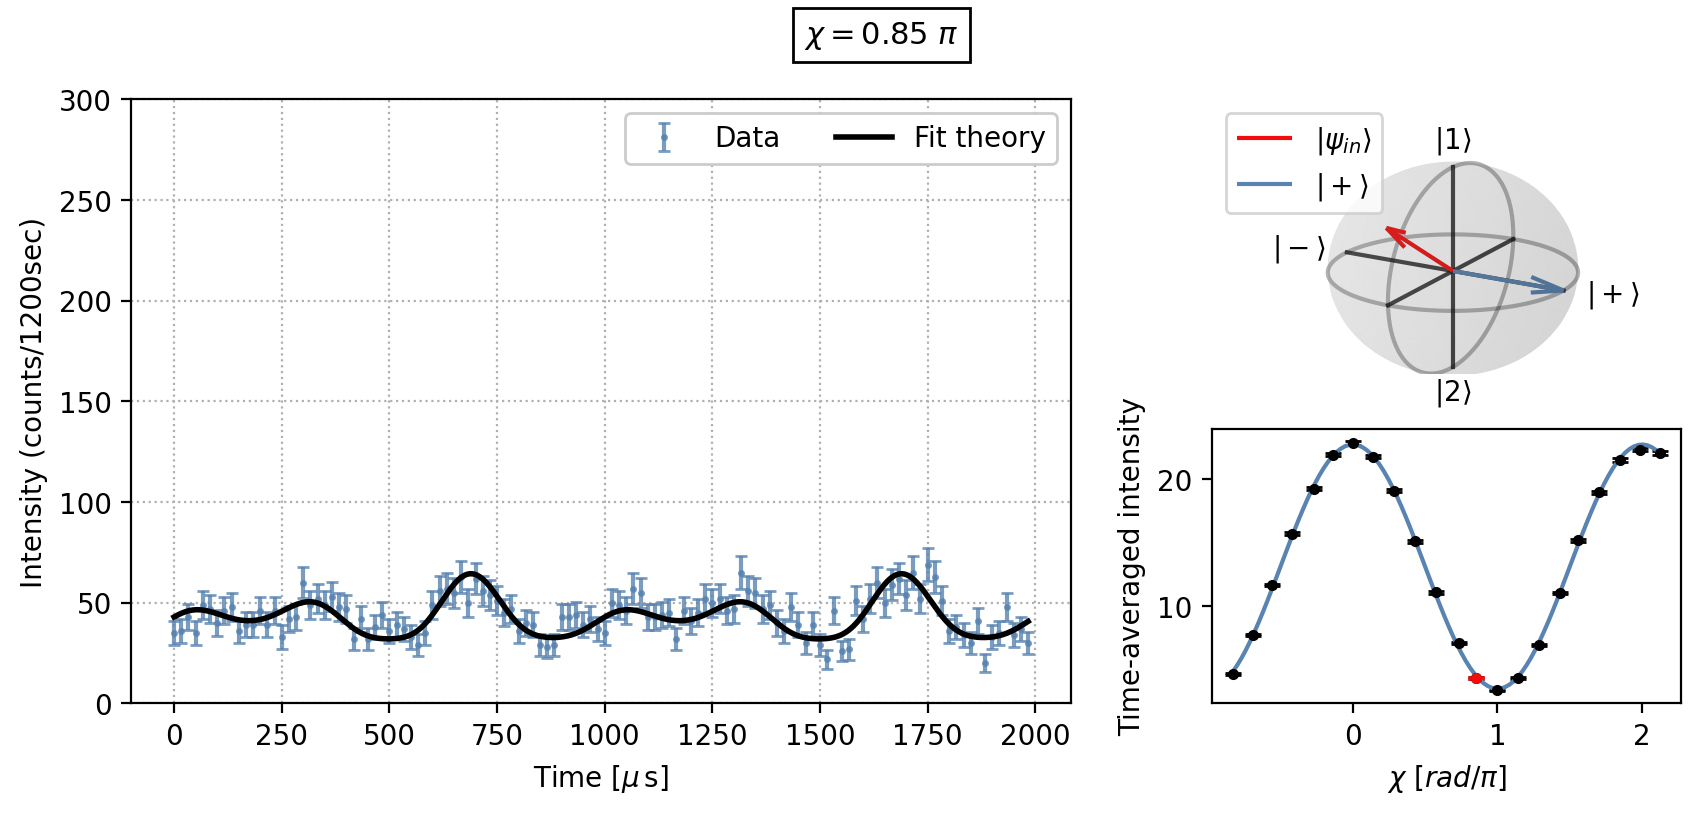 χ = 0.85 π
Intensity (counts/1200sec)
300
250
200
150
100
50
0
Data
Fit theory
0 250 500 750 1000 1250 1500 1750 2000
Time [μ s]
|ψin⟩
|+⟩
|1⟩
|−⟩
|+⟩
|2⟩
Time-averaged intensity
20
10
0 1 2
χ [rad/π]